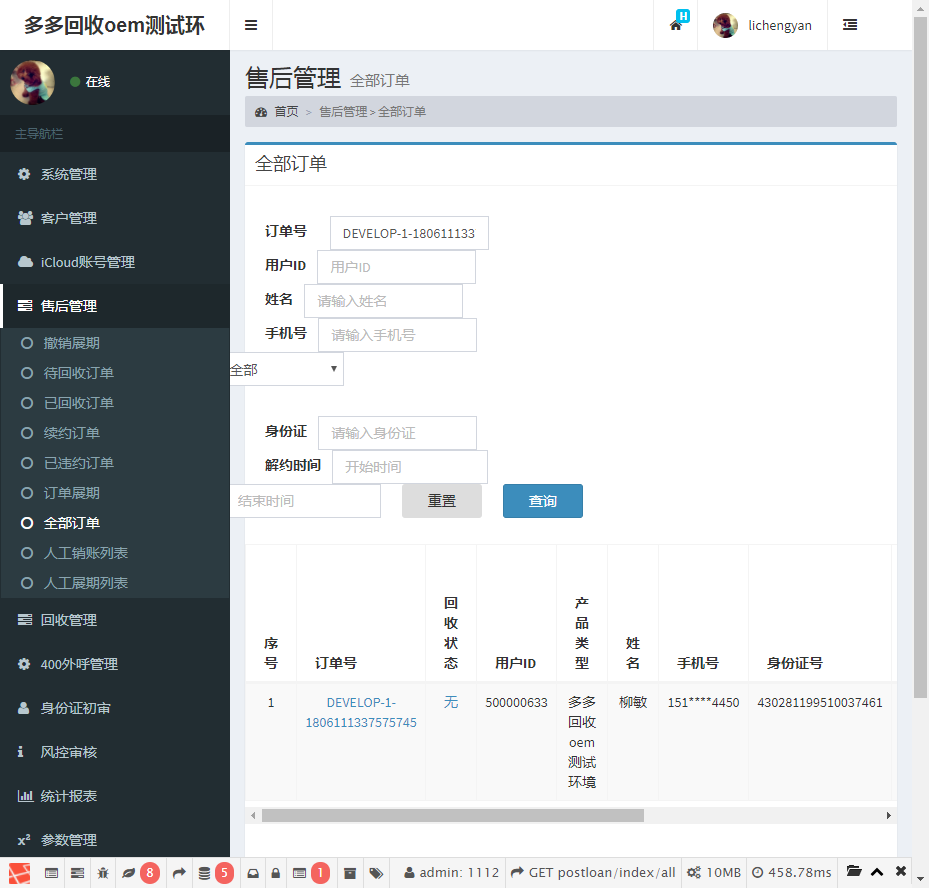 多多回收oem测试环
H
lichengyan
在线
主导航栏
系统管理
客户管理
iCloud账号管理
售后管理
撤销展期
待回收订单
已回收订单
续约订单
已违约订单
订单展期
全部订单
人工销账列表
人工展期列表
回收管理
400外呼管理
身份证初审
风控审核
统计报表
参数管理
售后管理 全部订单
首页 > 售后管理>全部订单
全部订单
订单号 DEVELOP-1-180611133
用户ID 用户ID
姓名 请输入姓名
手机号 请输入手机号
全部
身份证 请输入身份证
解约时间 开始时间
结束时间 重置 查询
序号 订单号 回收状态 用户ID 产品类型 姓名 手机号 身份证号
1 DEVELOP-1-1806111337575745 无 500000633 多多回收oem测试环境 柳敏 151****4450 430281199510037461
8 5 1 admin: 1112 GET postloan/index/all 10MB 458.78ms